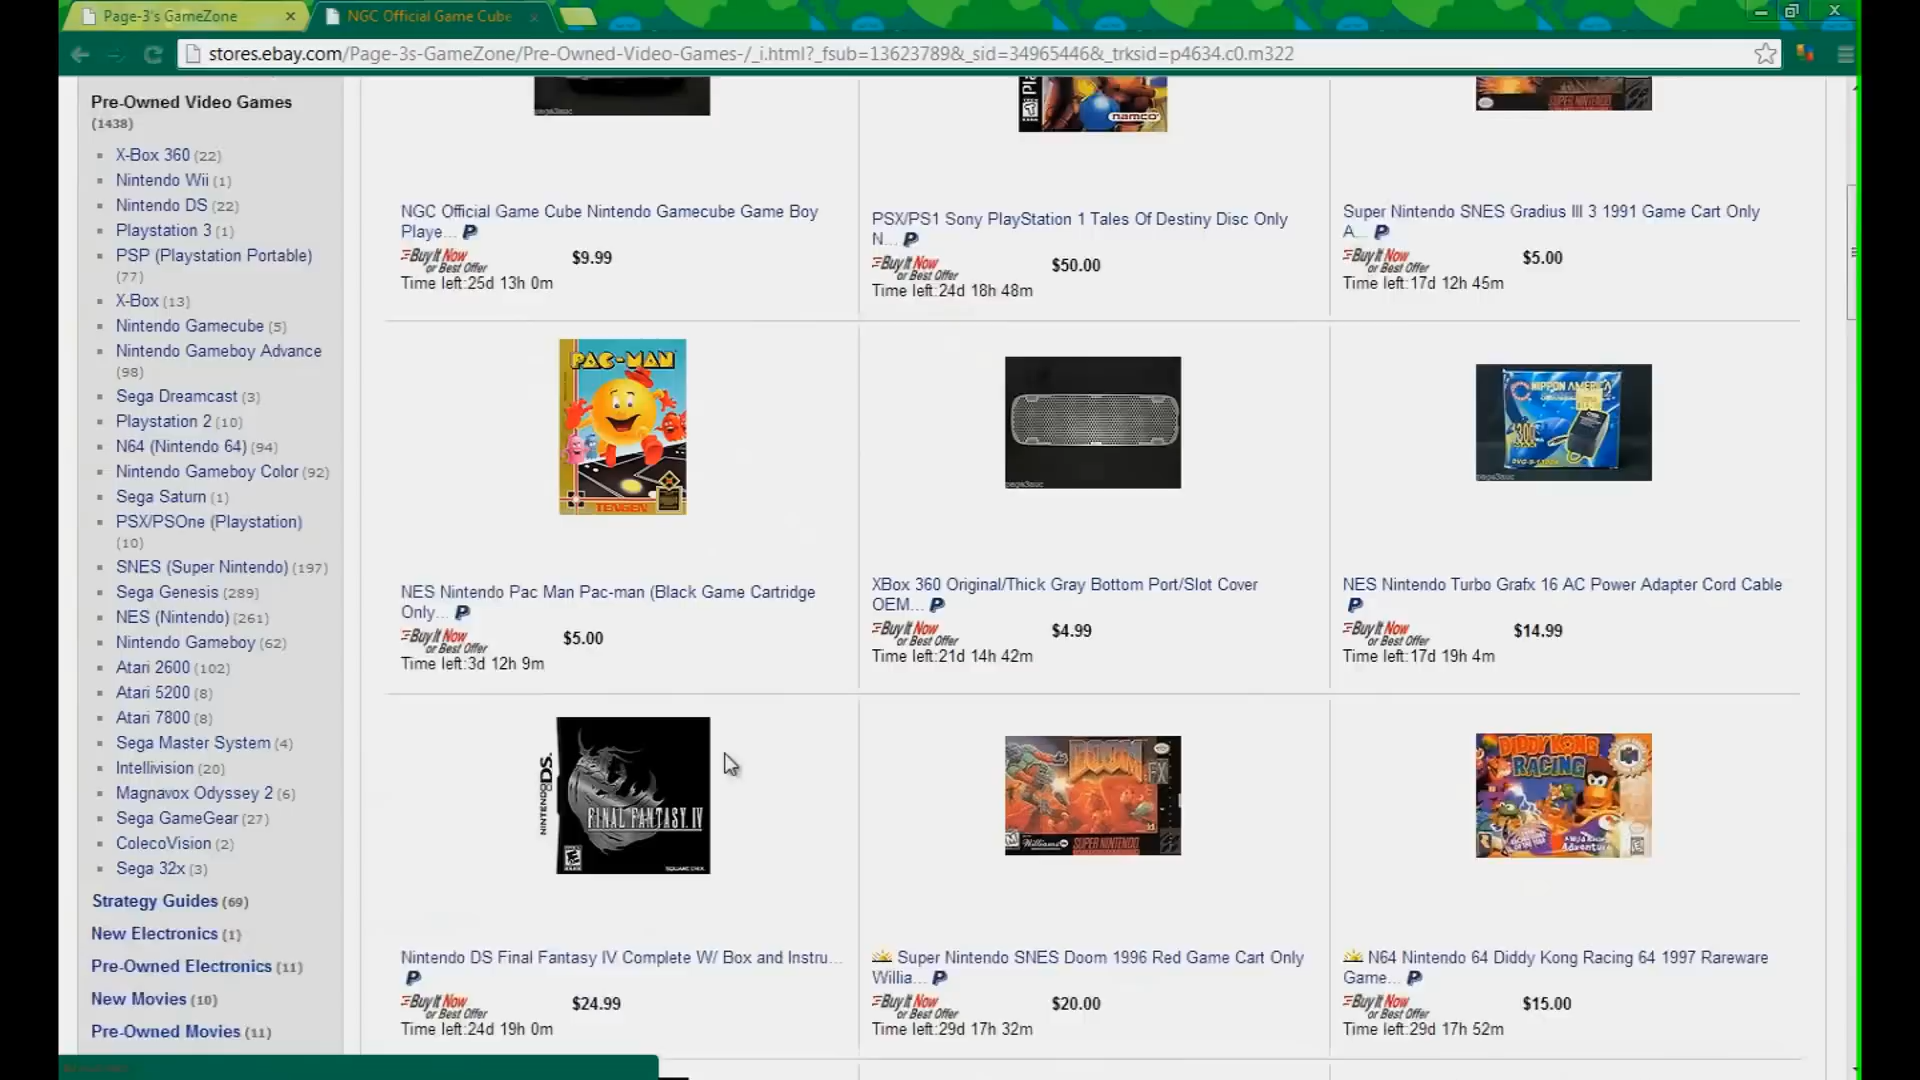 Page-3's GameZone
NGC Official Game Cube
stores.ebay.com/Page-3s-GameZone/Pre-Owned-Video-Games-/_i.html?_fsub=13623789&_sid=34965446&_trksid=p4634.c0.m322
Pre-Owned Video Games
(1438)
X-Box 360 (22)
Nintendo Wii (1)
Nintendo DS (22)
Playstation 3 (1)
PSP (Playstation Portable)
(77)
X-Box (13)
Nintendo Gamecube (5)
Nintendo Gameboy Advance
(98)
Sega Dreamcast (3)
Playstation 2 (10)
N64 (Nintendo 64) (94)
Nintendo Gameboy Color (92)
Sega Saturn (1)
PSX/PSOne (Playstation)
(10)
SNES (Super Nintendo) (197)
Sega Genesis (289)
NES (Nintendo) (261)
Nintendo Gameboy (62)
Atari 2600 (102)
Atari 5200 (8)
Atari 7800 (8)
Sega Master System (4)
Intellivision (20)
Magnavox Odyssey 2 (6)
Sega GameGear (27)
ColecoVision (2)
Sega 32x (3)
Strategy Guides (69)
New Electronics (1)
Pre-Owned Electronics (11)
New Movies (10)
Pre-Owned Movies (11)
page3auc
namco
SUPER NINTENDO
NGC Official Game Cube Nintendo Gamecube Game Boy
Playe...
Buy It Now
or Best Offer
$9.99
Time left:25d 13h 0m
PSX/PS1 Sony PlayStation 1 Tales Of Destiny Disc Only
N...
Buy It Now
or Best Offer
$50.00
Time left:24d 18h 48m
Super Nintendo SNES Gradius III 3 1991 Game Cart Only
A...
Buy It Now
or Best Offer
$5.00
Time left:17d 12h 45m
PAC-MAN
TENGEN
page3auc
NIPPON AMERICA
1300
page3auc
NES Nintendo Pac Man Pac-man (Black Game Cartridge
Only...
Buy It Now
or Best Offer
$5.00
Time left:3d 12h 9m
XBox 360 Original/Thick Gray Bottom Port/Slot Cover
OEM...
Buy It Now
or Best Offer
$4.99
Time left:21d 14h 42m
NES Nintendo Turbo Grafx 16 AC Power Adapter Cord Cable
Buy It Now
or Best Offer
$14.99
Time left:17d 19h 4m
NINTENDO DS
FINAL FANTASY IV
SQUARE ENIX
DOOM
FX
Williams
SUPER NINTENDO
DIDDY KONG
RACING
Adventure
Nintendo DS Final Fantasy IV Complete W/ Box and Instru...
Buy It Now
or Best Offer
$24.99
Time left:24d 19h 0m
Super Nintendo SNES Doom 1996 Red Game Cart Only
Willia...
Buy It Now
or Best Offer
$20.00
Time left:29d 17h 32m
N64 Nintendo 64 Diddy Kong Racing 64 1997 Rareware
Game...
Buy It Now
or Best Offer
$15.00
Time left:29d 17h 52m